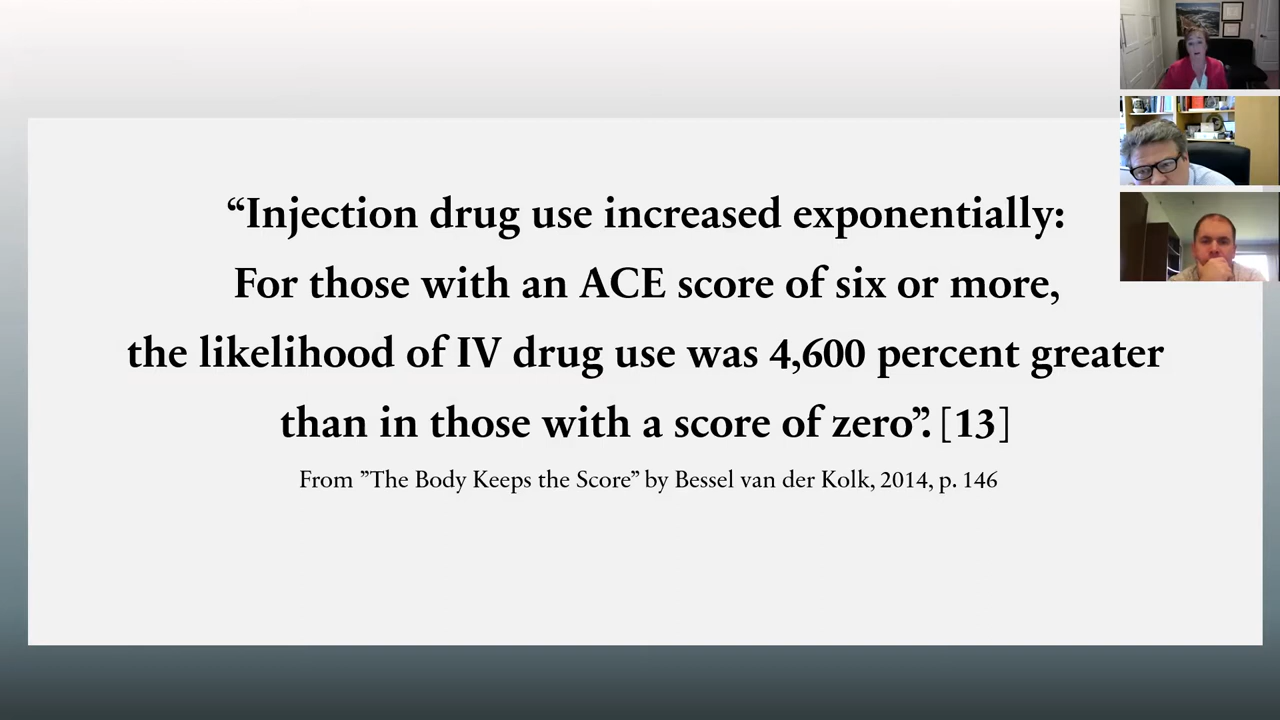 “Injection drug use increased exponentially:
For those with an ACE score of six or more,
the likelihood of IV drug use was 4,600 percent greater
than in those with a score of zero”. [13]
From ”The Body Keeps the Score” by Bessel van der Kolk, 2014, p. 146